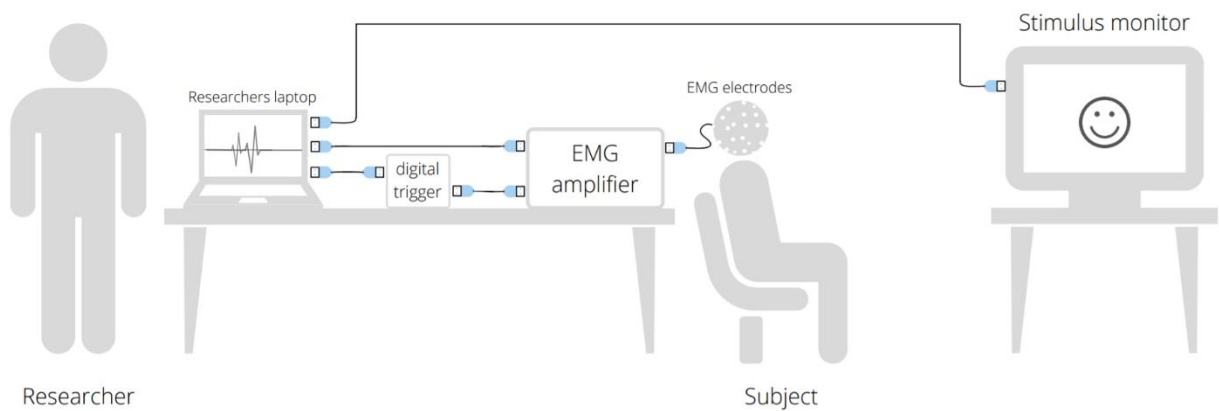 Stimulus monitor
Researchers laptop
EMG electrodes
digital
trigger
EMG
amplifier
Researcher
Subject